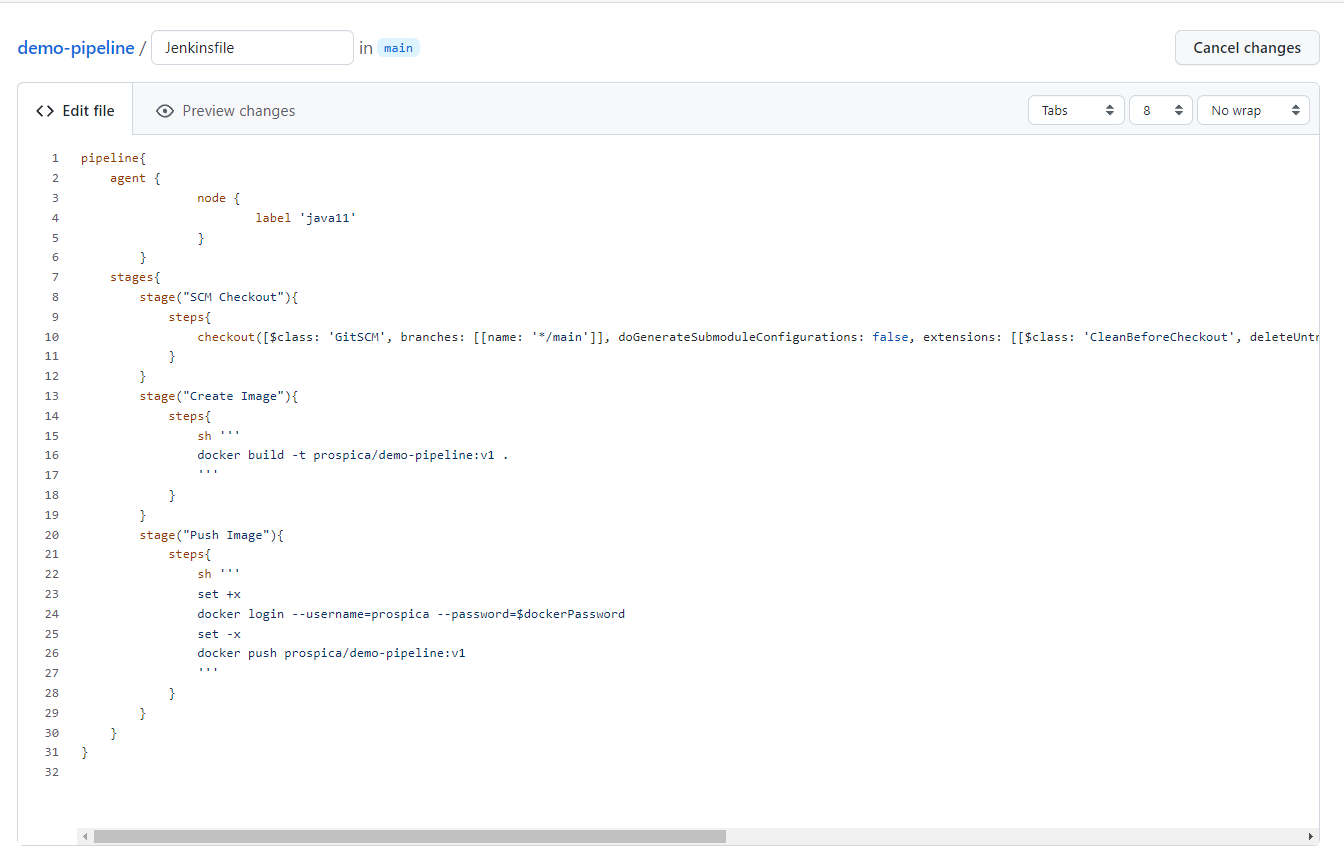 demo-pipeline / Jenkinsfile in main Cancel changes
Edit file Preview changes Tabs 8 No wrap
1 pipeline{
2     agent {
3                 node {
4                         label 'java11'
5                 }
6         }
7     stages{
8         stage("SCM Checkout"){
9             steps{
10                 checkout([$class: 'GitSCM', branches: [[name: '*/main']], doGenerateSubmoduleConfigurations: false, extensions: [[$class: 'CleanBeforeCheckout',
11             }
12         }
13         stage("Create Image"){
14             steps{
15                 sh '''
16                 docker build -t prospica/demo-pipeline:v1 .
17                 '''
18             }
19         }
20         stage("Push Image"){
21             steps{
22                 sh '''
23                 set +x
24                 docker login --username=prospica --password=$dockerPassword
25                 set -x
26                 docker push prospica/demo-pipeline:v1
27                 '''
28             }
29         }
30     }
31 }
32